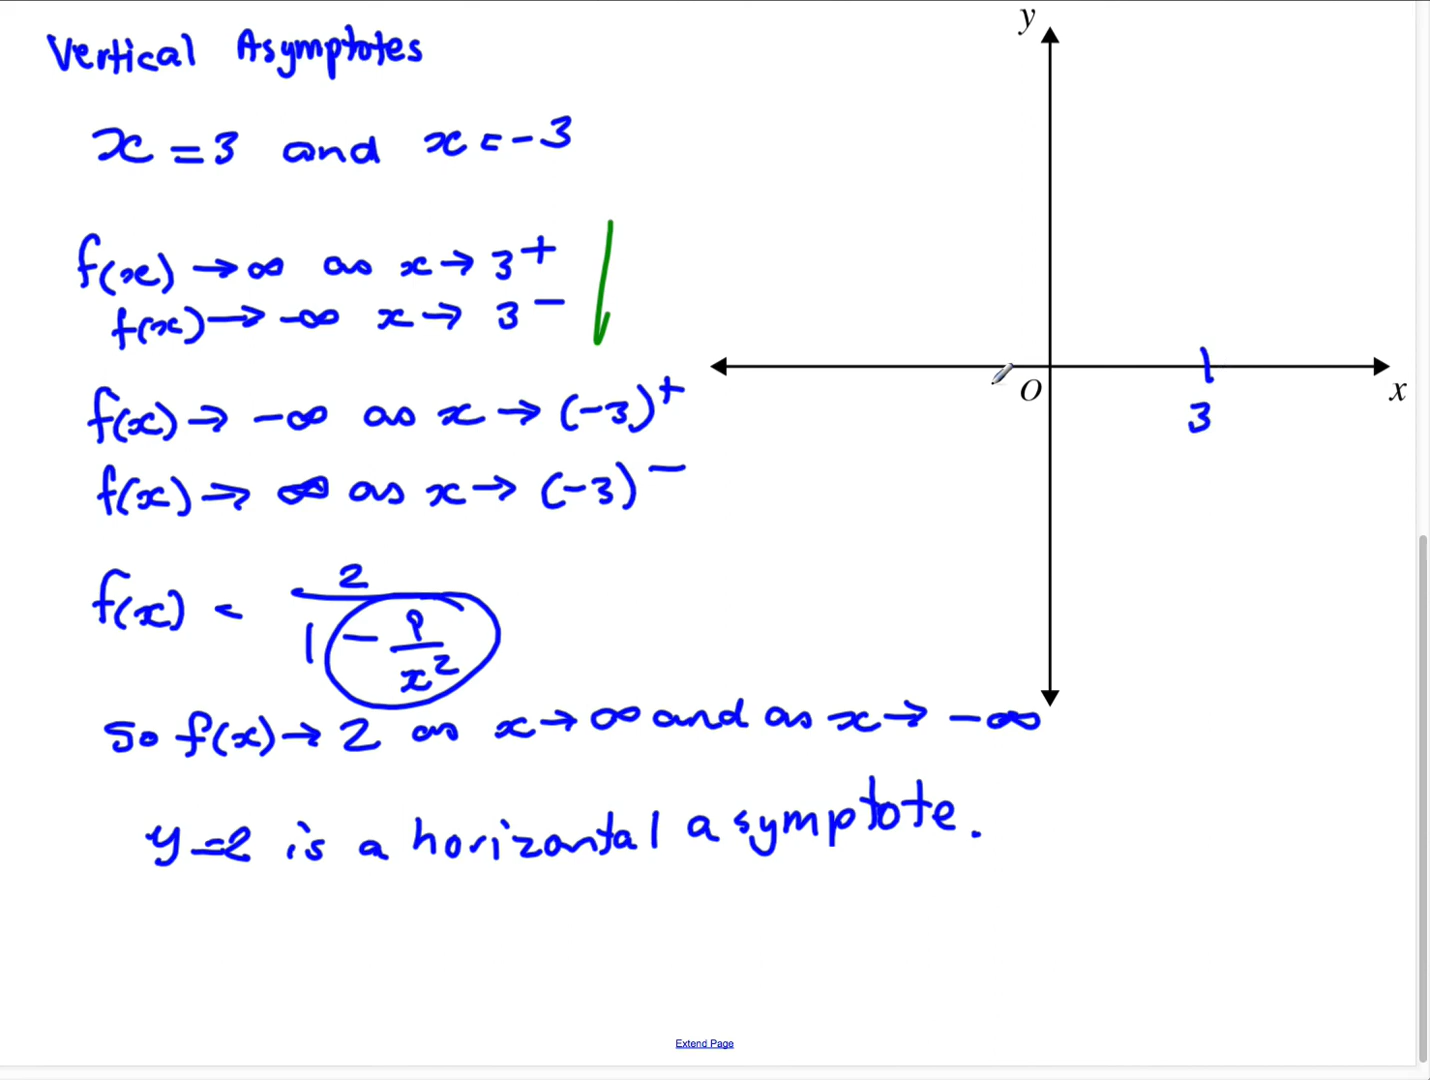 Vertical Asymptotes
x = 3 and x = -3
f(x) → ∞ as x → 3⁺
f(x) → -∞ x → 3⁻
f(x) → -∞ as x → (-3)⁺
f(x) → ∞ as x → (-3)⁻
f(x) = 2 / (1 - 9/x²)
So f(x) → 2 as x → ∞ and as x → -∞
y = 2 is a horizontal asymptote.
y
O
3
x
Extend Page